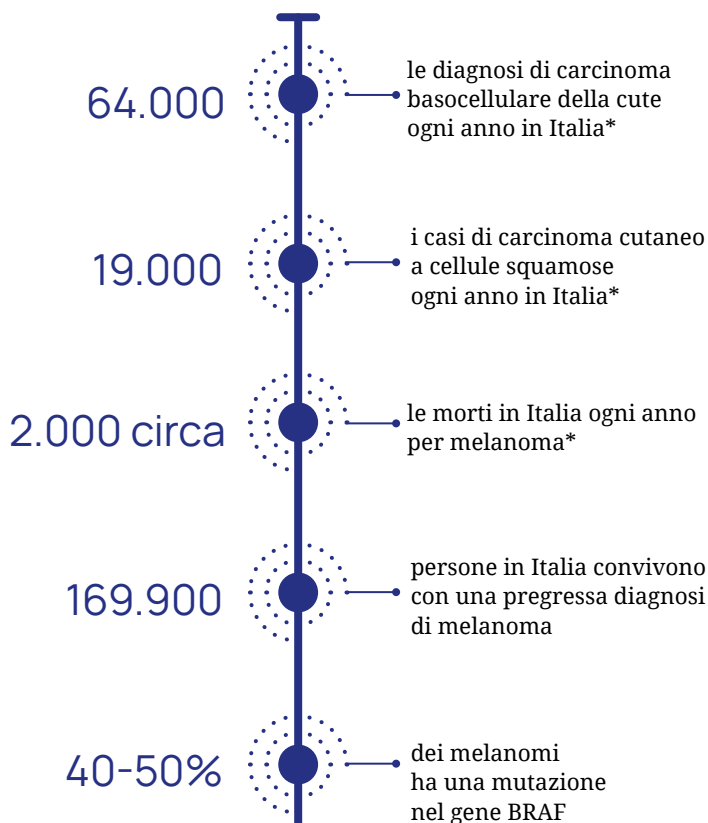 64.000
le diagnosi di carcinoma
basocellulare della cute
ogni anno in Italia*
19.000
i casi di carcinoma cutaneo
a cellule squamose
ogni anno in Italia*
2.000 circa
le morti in Italia ogni anno
per melanoma*
169.900
persone in Italia convivono
con una pregressa diagnosi
di melanoma
40-50%
dei melanomi
ha una mutazione
nel gene BRAF